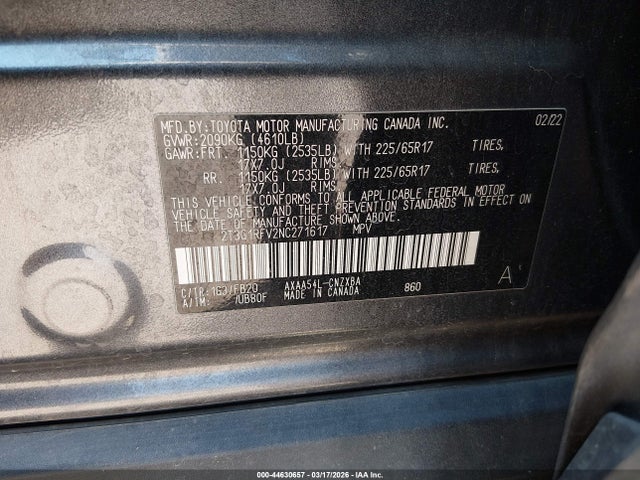 MFD.BY:TOYOTA MOTOR MANUFACTURING CANADA INC. 02/22
GVWR:2090KG (4610LB)
GAWR:FRT. 1150KG (2535LB) WITH 225/65R17 TIRES,
17X7.0J RIMS,
RR. 1150KG (2535LB) WITH 225/65R17 TIRES,
17X7.0J RIMS,
THIS VEHICLE CONFORMS TO ALL APPLICABLE FEDERAL MOTOR
VEHICLE SAFETY AND THEFT PREVENTION STANDARDS IN
EFFECT ON THE DATE OF MANUFACTURE SHOWN ABOVE.
MPV
C/TR: 1G3/FB20 AXAA54L-CNZXBA 860 A
A/TM: /UB80F MADE IN CANADA
000-44630657 - 03/17/2026 - IAA Inc.